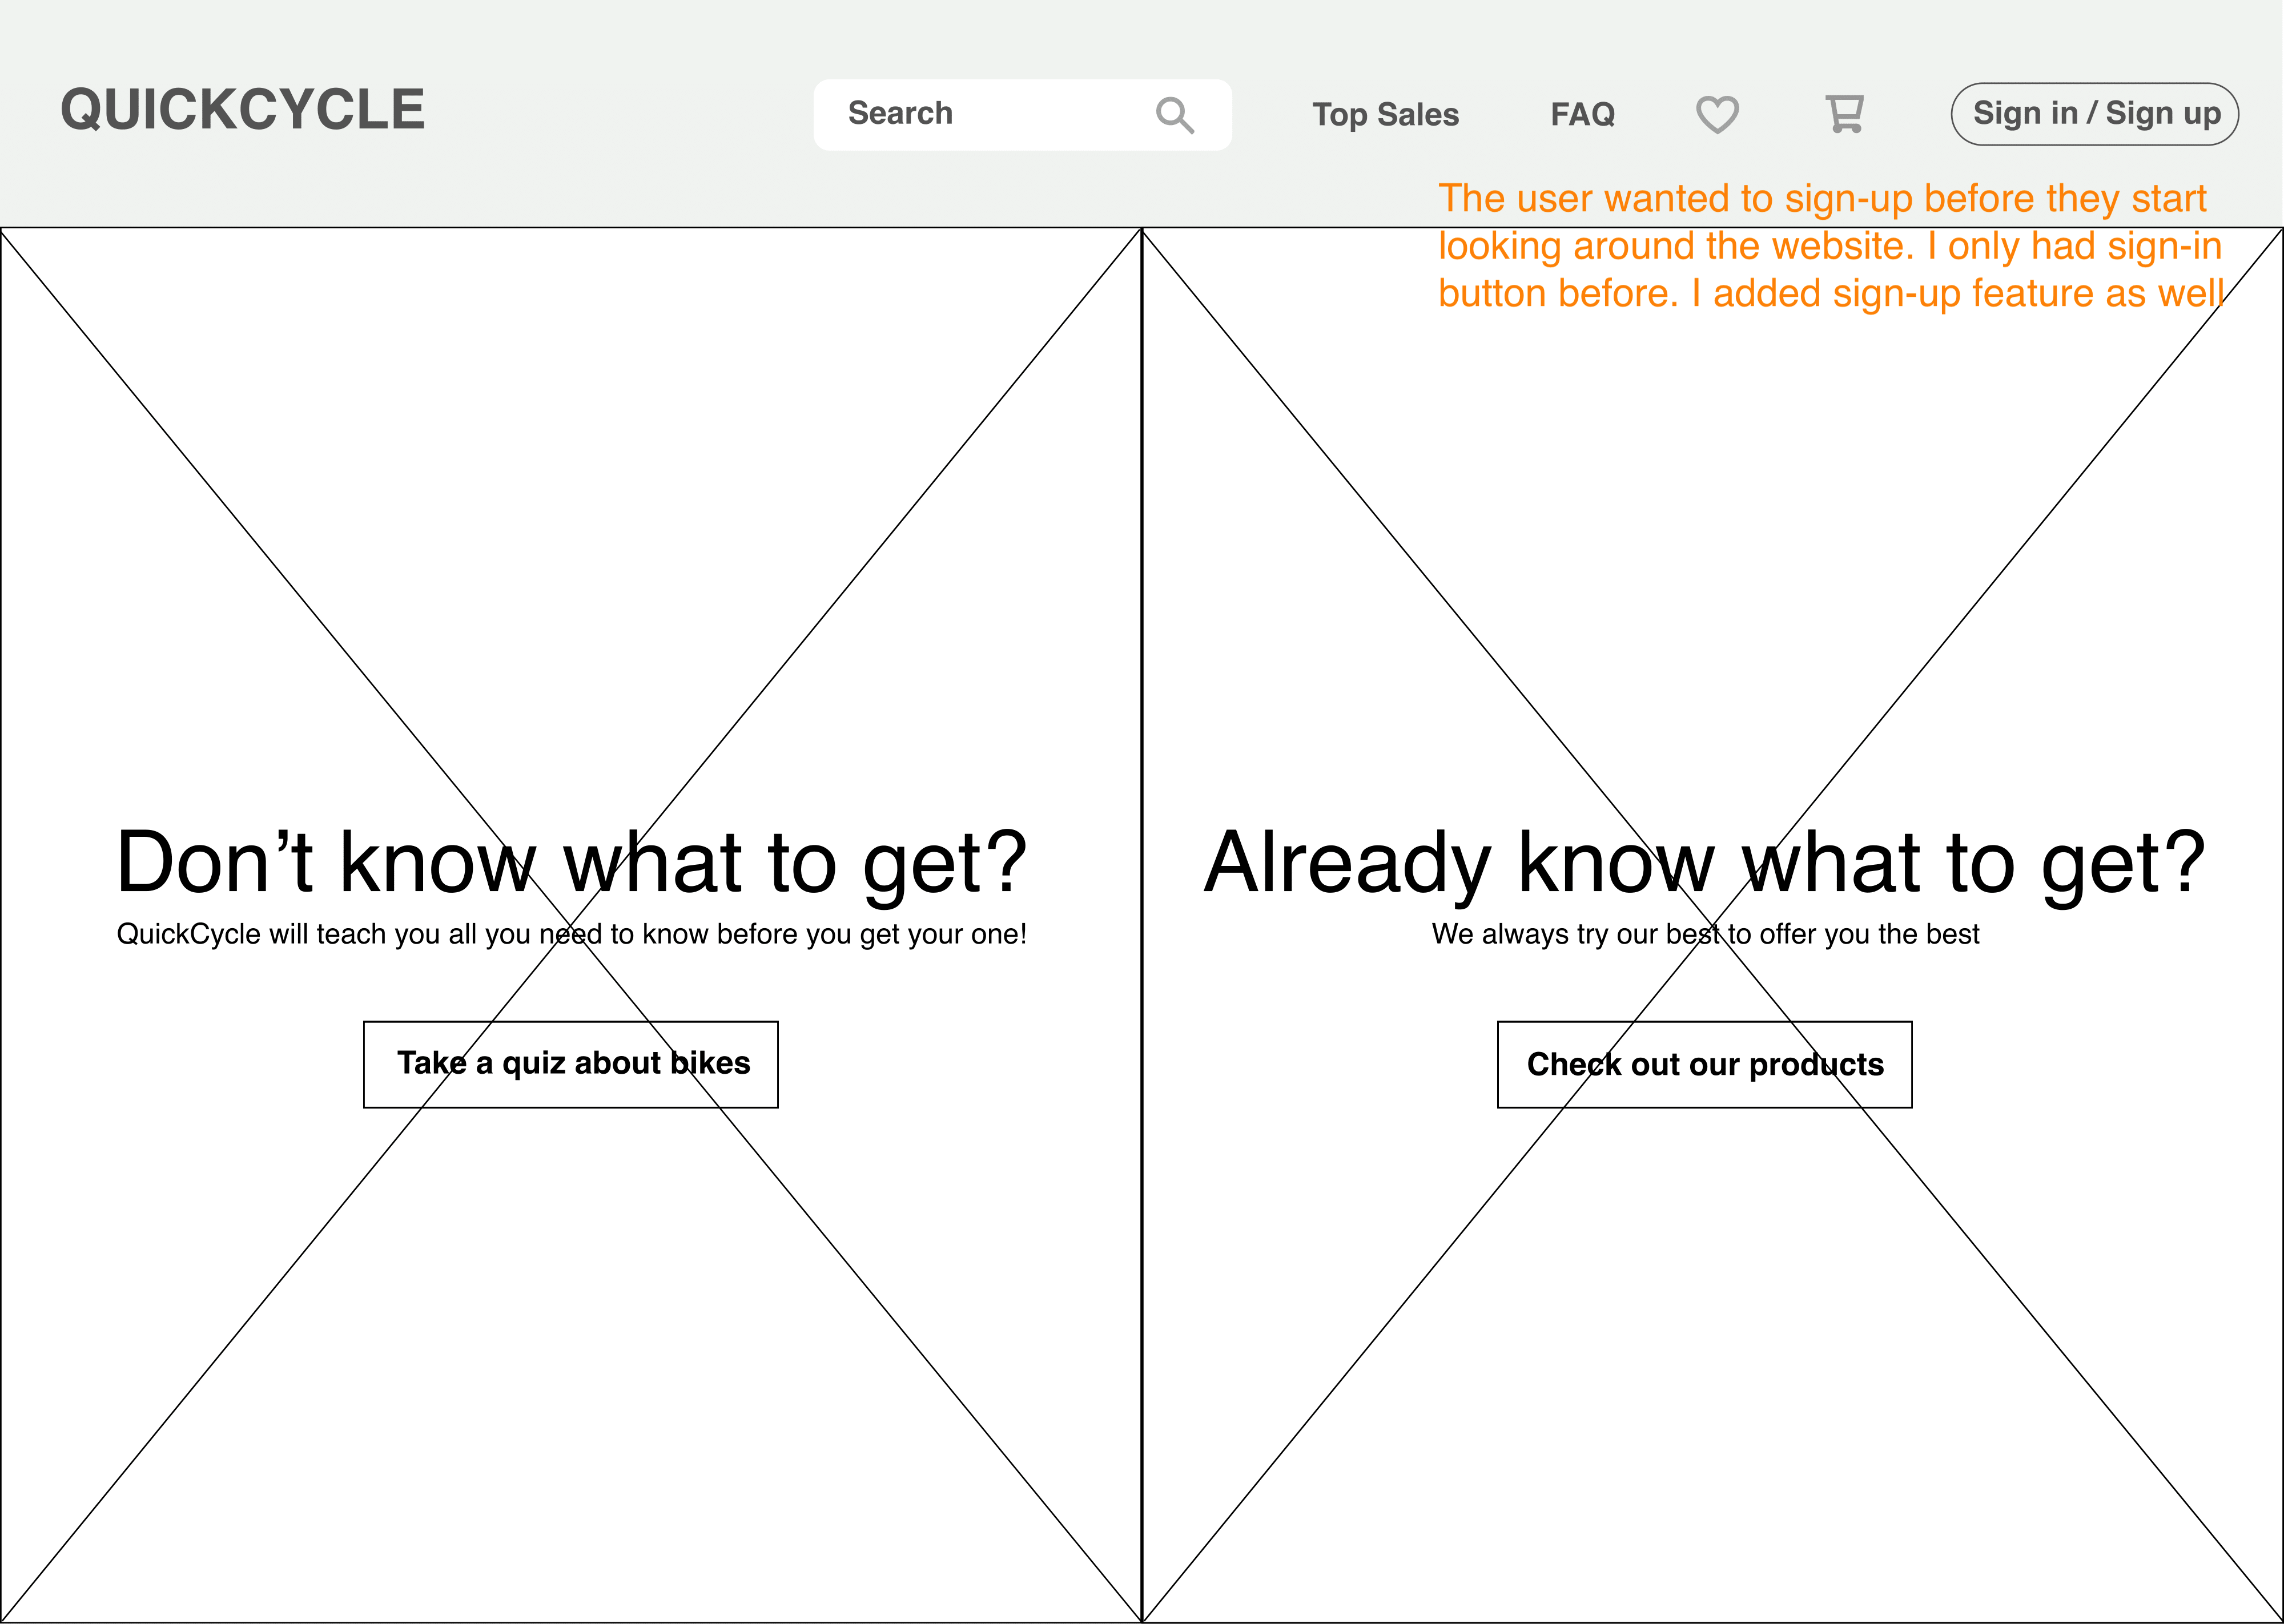 QUICKCYCLE
Search
Top Sales
FAQ
Sign in / Sign up
The user wanted to sign-up before they start
looking around the website. I only had sign-in
button before. I added sign-up feature as well
Don’t know what to get?
QuickCycle will teach you all you need to know before you get your one!
Take a quiz about bikes
Already know what to get?
We always try our best to offer you the best
Check out our products